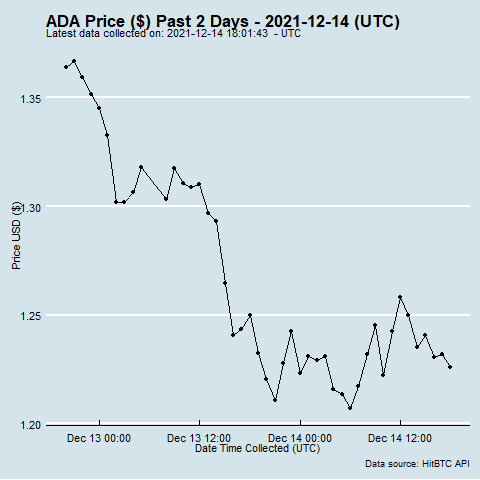 ADA Price ($) Past 2 Days - 2021-12-14 (UTC)
Latest data collected on: 2021-12-14 18:01:43 - UTC
Price USD ($)
1.35
1.30
1.25
1.20
Dec 13 00:00
Dec 13 12:00
Dec 14 00:00
Dec 14 12:00
Date Time Collected (UTC)
Data source: HitBTC API